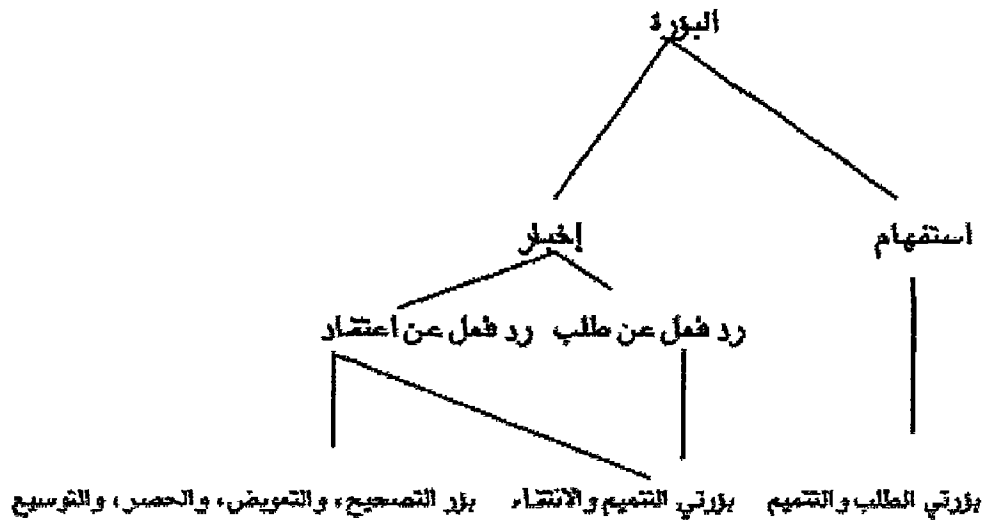 البؤرة
استفهام
إخبار
رد فعل عن طلب
رد فعل عن اعتقاد
بؤرتي الطلب والتتميم
بؤرتي التتميم والانتقاء
بؤر التصحيح، والتعويض، والحصر، والتوسيع